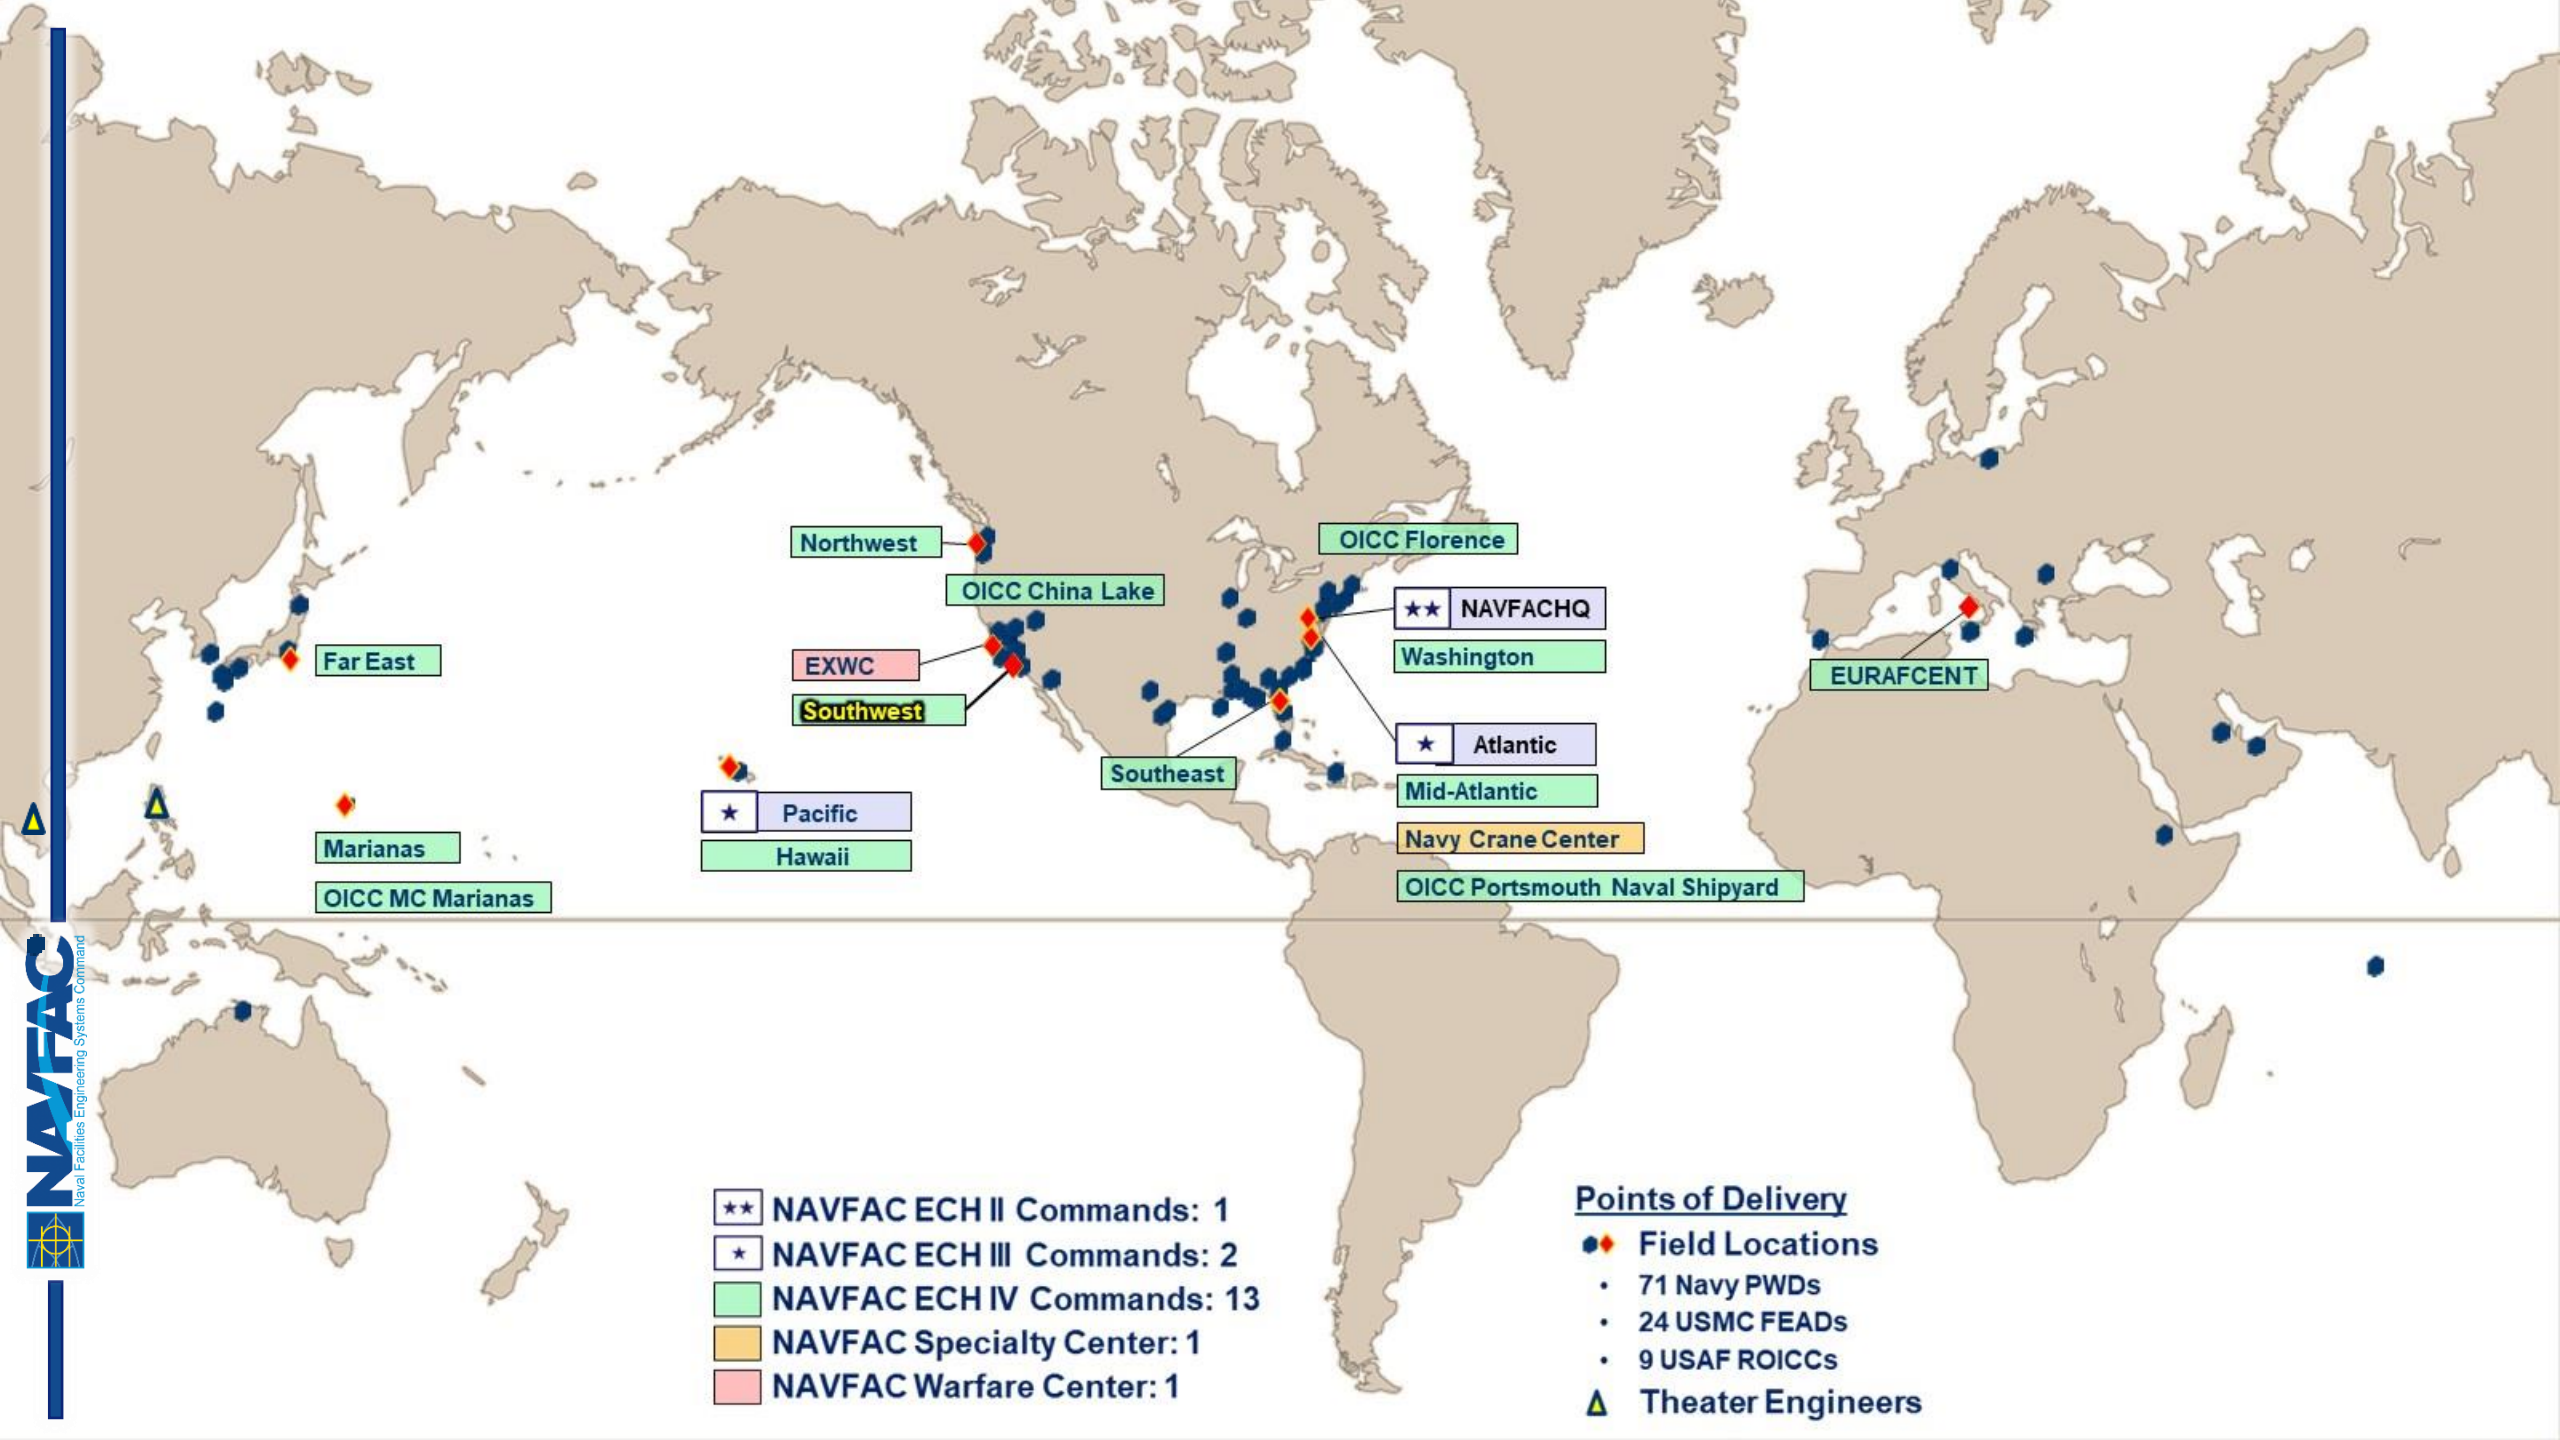 Northwest
OICC China Lake
EXWC
Southwest
OICC Florence
★★ NAVFACHQ
Washington
★ Atlantic
Mid-Atlantic
Navy Crane Center
OICC Portsmouth Naval Shipyard
Southeast
EURAFCENT
Far East
Marianas
OICC MC Marianas
★ Pacific
Hawaii
NAVFAC
Naval Facilities Engineering Systems Command
★★ NAVFAC ECH II Commands: 1
★ NAVFAC ECH III Commands: 2
NAVFAC ECH IV Commands: 13
NAVFAC Specialty Center: 1
NAVFAC Warfare Center: 1
Points of Delivery
Field Locations
• 71 Navy PWDs
• 24 USMC FEADs
• 9 USAF ROICCs
Theater Engineers